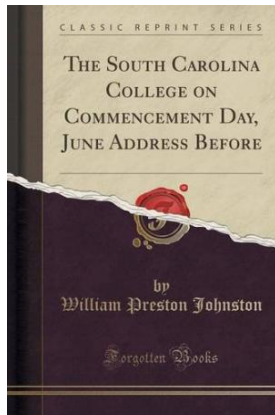 CLASSIC REPRINT SERIES
THE SOUTH CAROLINA
COLLEGE ON
COMMENCEMENT DAY,
JUNE ADDRESS BEFORE
by
William Preston Johnston
Forgotten Books